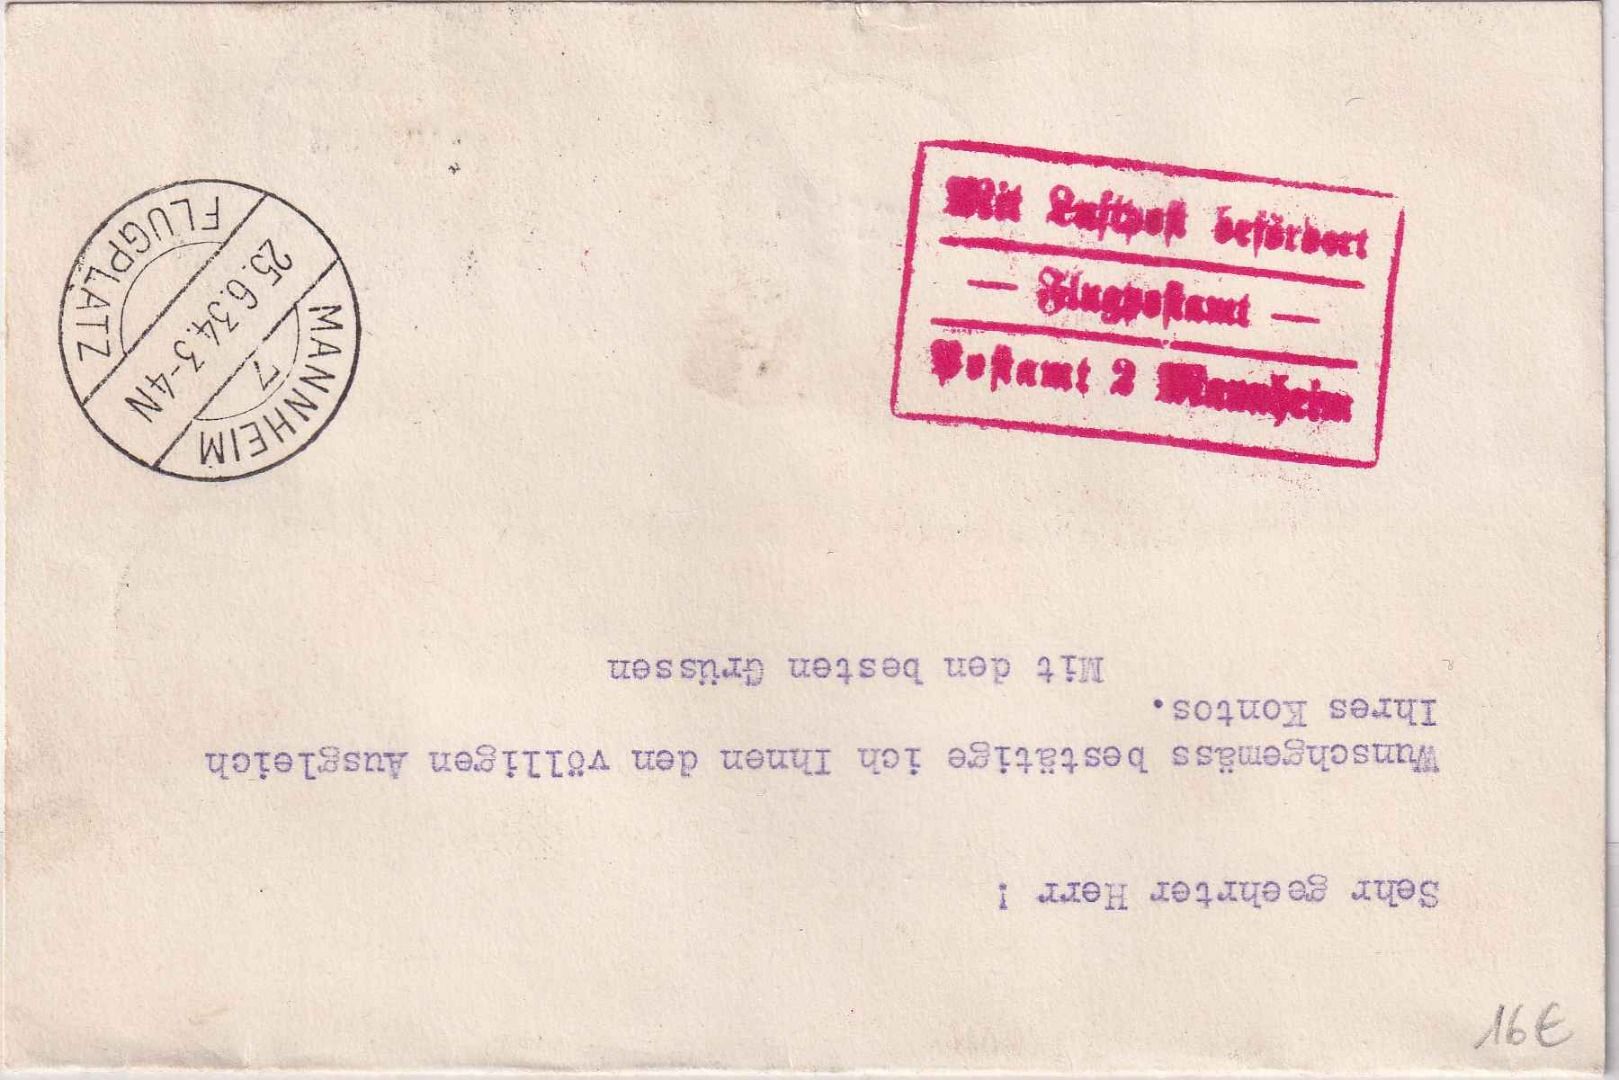 Mit Luftpost befördert
— Flugpostamt —
Postamt 2 Mannheim
MANNHEIM
7
25.6.34.3-4N
FLUGPLATZ
Sehr geehrter Herr !
Wunschgemäss bestätige ich Ihnen den völligen Ausgleich
Ihres Kontos.
Mit den besten Grüssen
16€